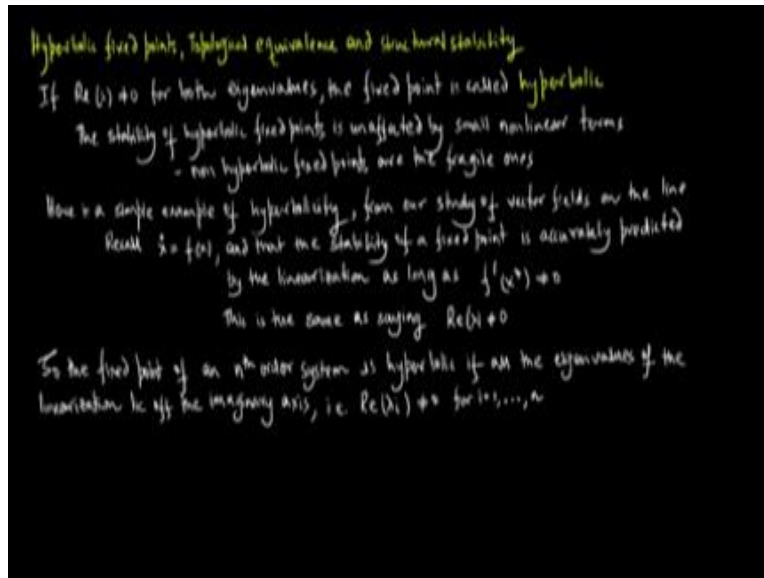 Hyperbolic fixed points, Topological equivalence and structural stability
If Re(λ) ≠ 0 for both eigenvalues, the fixed point is called hyperbolic
The stability of hyperbolic fixed points is unaffected by small nonlinear terms
- non hyperbolic fixed points are the fragile ones
Here is a simple example of hyperbolicity, from our study of vector fields on the line
Recall ẋ = f(x), and that the stability of a fixed point is accurately predicted
by the linearization as long as f'(x*) ≠ 0
This is the same as saying Re(λ) ≠ 0
So the fixed point of an nth order system is hyperbolic if all the eigenvalues of the
linearization lie off the imaginary axis, i.e Re(λi) ≠ 0 for i=1,...,n